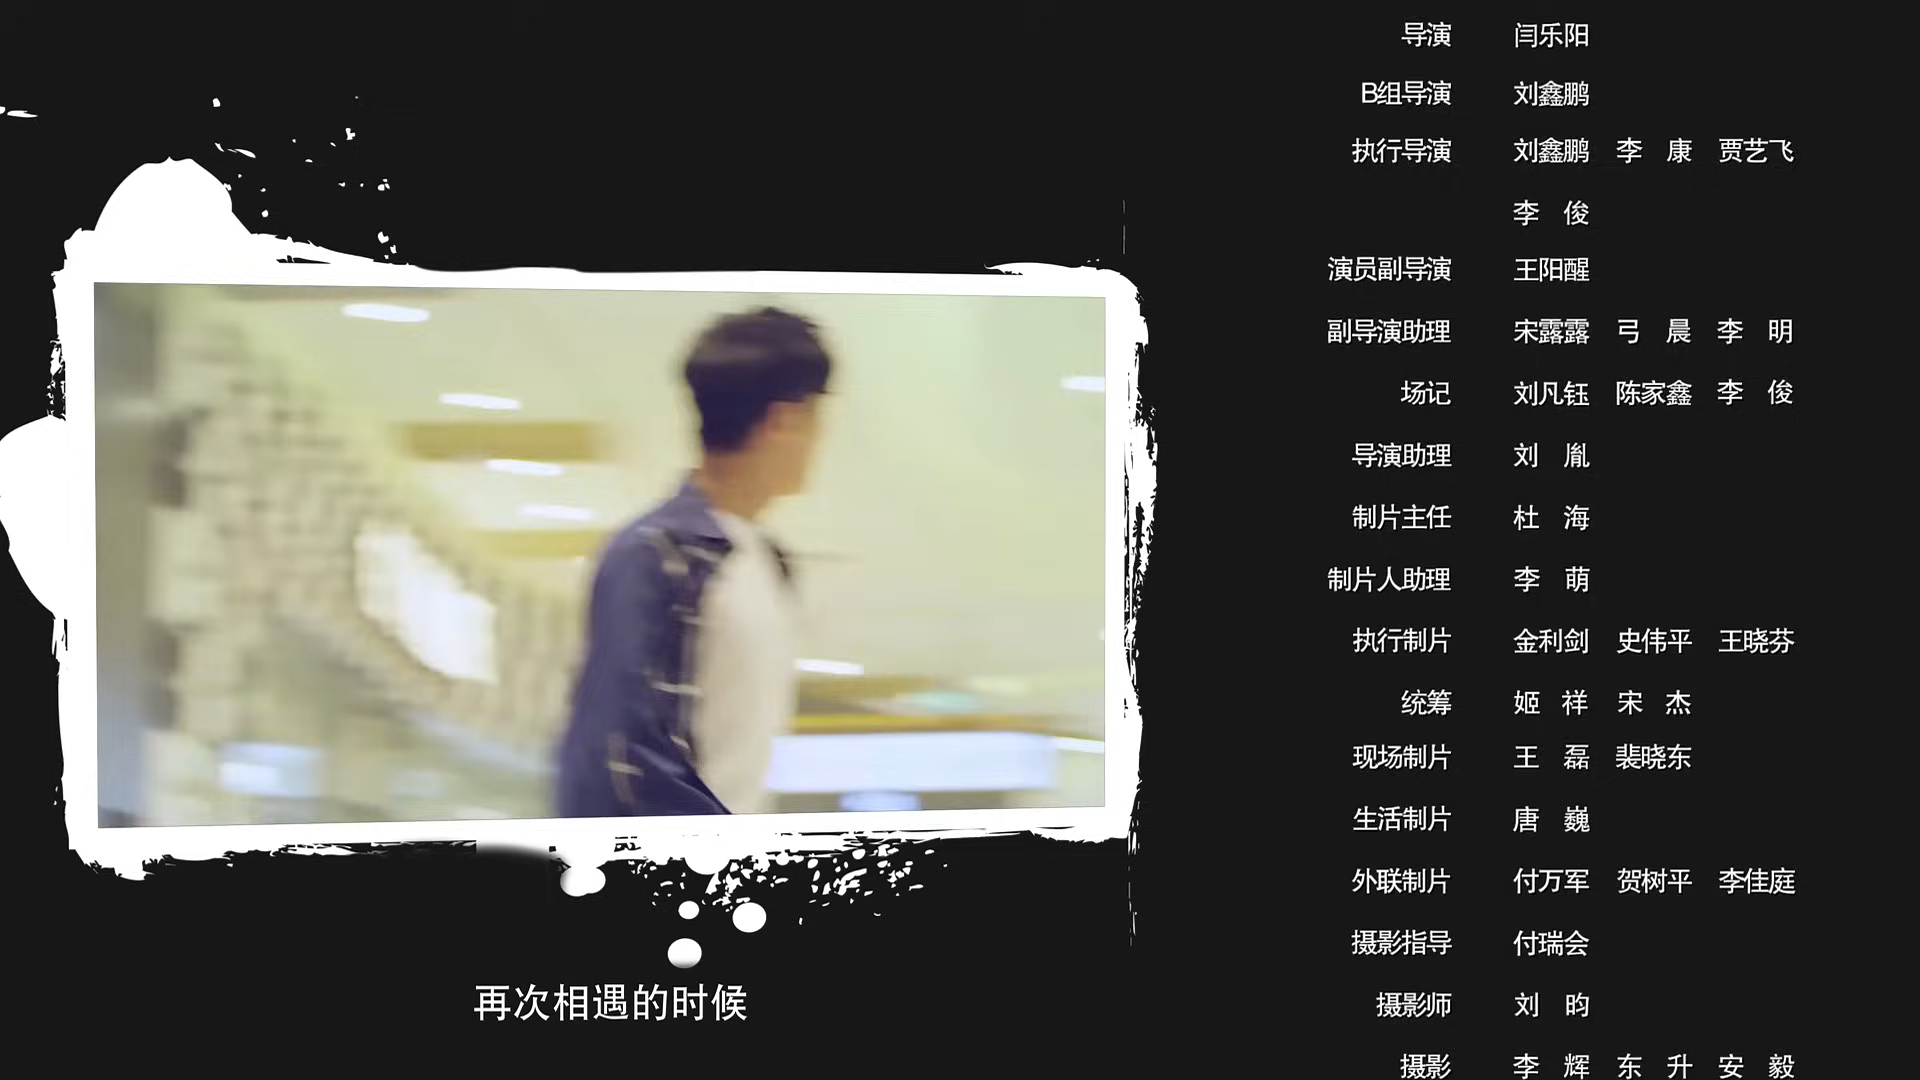 导演 闫乐阳
B组导演 刘鑫鹏
执行导演 刘鑫鹏 李 康 贾艺飞
李 俊
演员副导演 王阳醒
副导演助理 宋露露 弓 晨 李 明
场记 刘凡钰 陈家鑫 李 俊
导演助理 刘 胤
制片主任 杜 海
制片人助理 李 萌
执行制片 金利剑 史伟平 王晓芬
统筹 姬 祥 宋 杰
现场制片 王 磊 裴晓东
生活制片 唐 巍
外联制片 付万军 贺树平 李佳庭
摄影指导 付瑞会
摄影师 刘 昀
摄影 李 辉 东 升 安 毅
再次相遇的时候